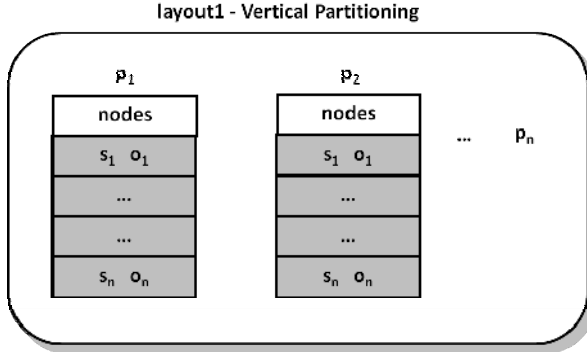 layout1 - Vertical Partitioning
p₁ p₂
nodes nodes
s₁ o₁ s₁ o₁ ... pₙ
... ...
... ...
sₙ oₙ sₙ oₙ